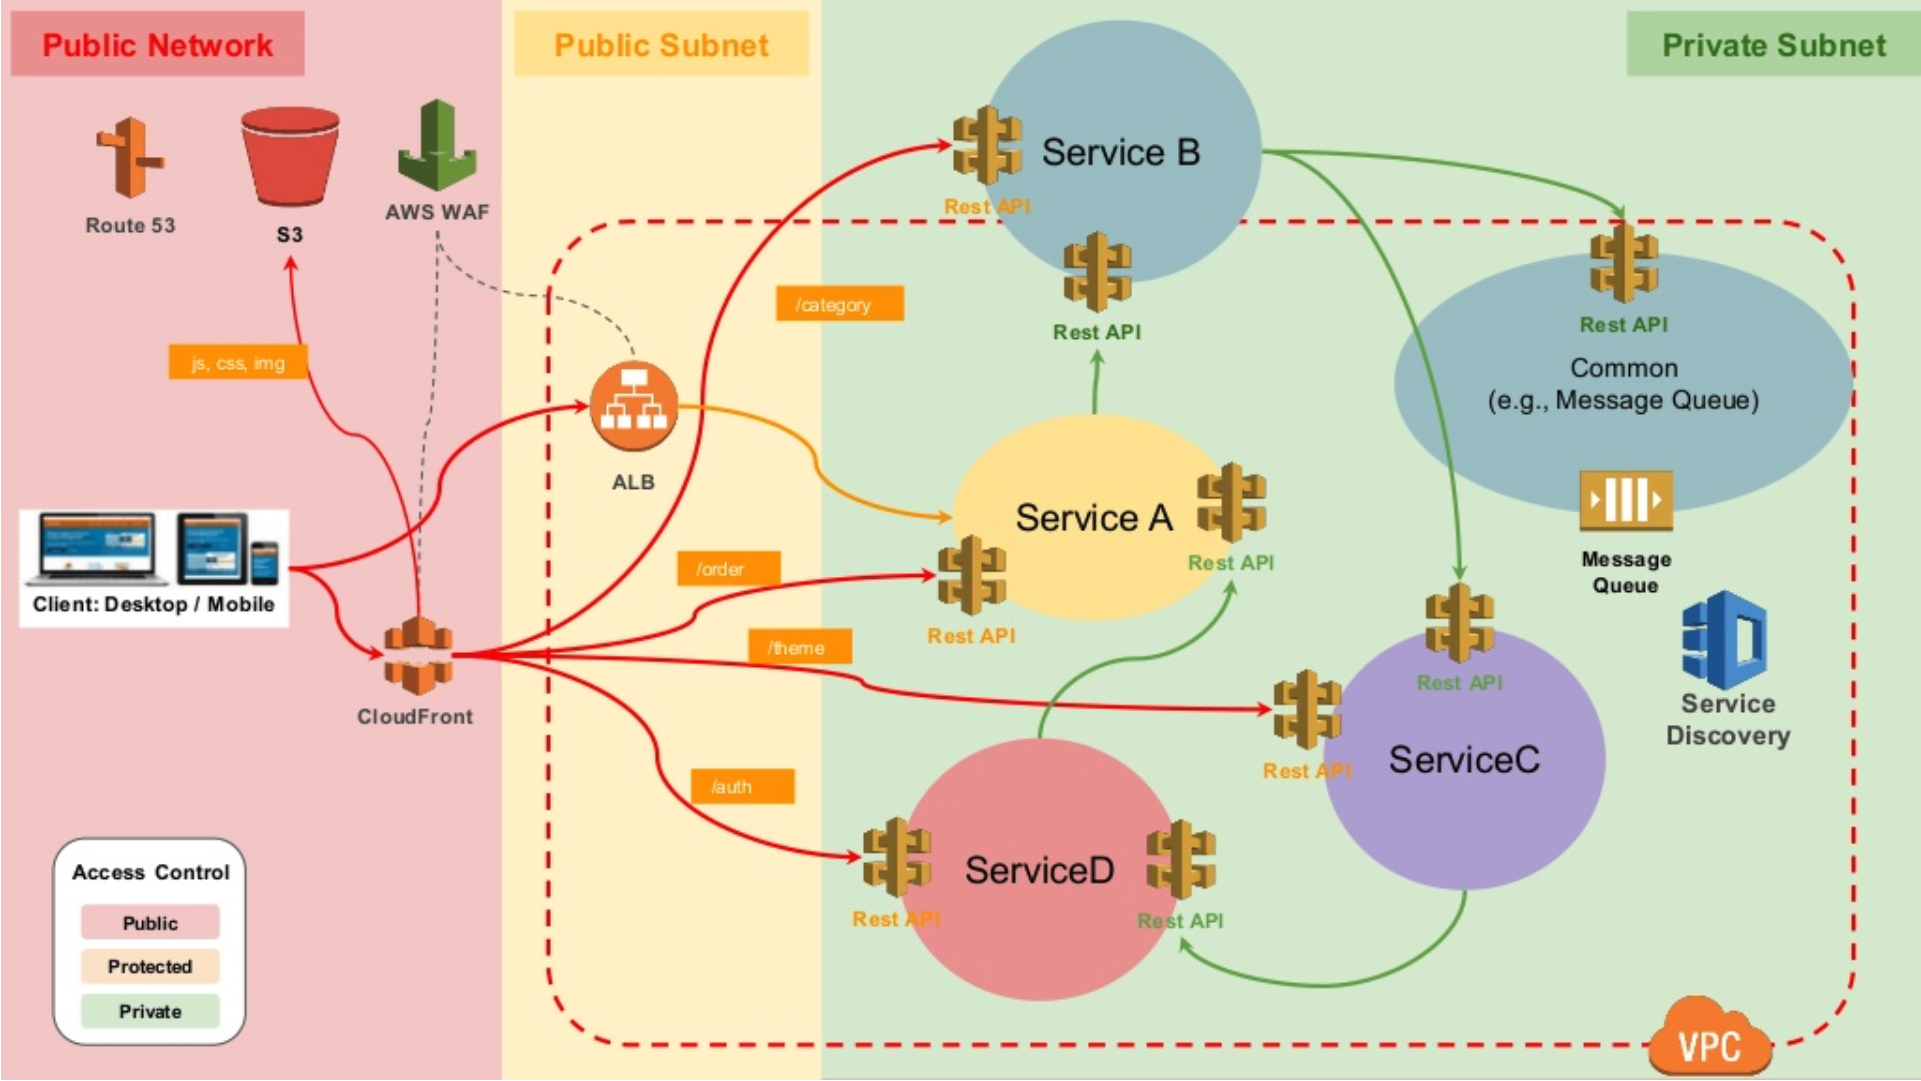 Public Network
Public Subnet
Private Subnet
Route 53
S3
AWS WAF
js, css, img
Client: Desktop / Mobile
CloudFront
ALB
/category
/order
/theme
/auth
Service B
Rest API
Rest API
Service A
Rest API
Rest API
Rest API
Common
(e.g., Message Queue)
Message
Queue
Service
Discovery
Rest API
Rest API
ServiceC
ServiceD
Rest API
Rest API
Access Control
Public
Protected
Private
VPC